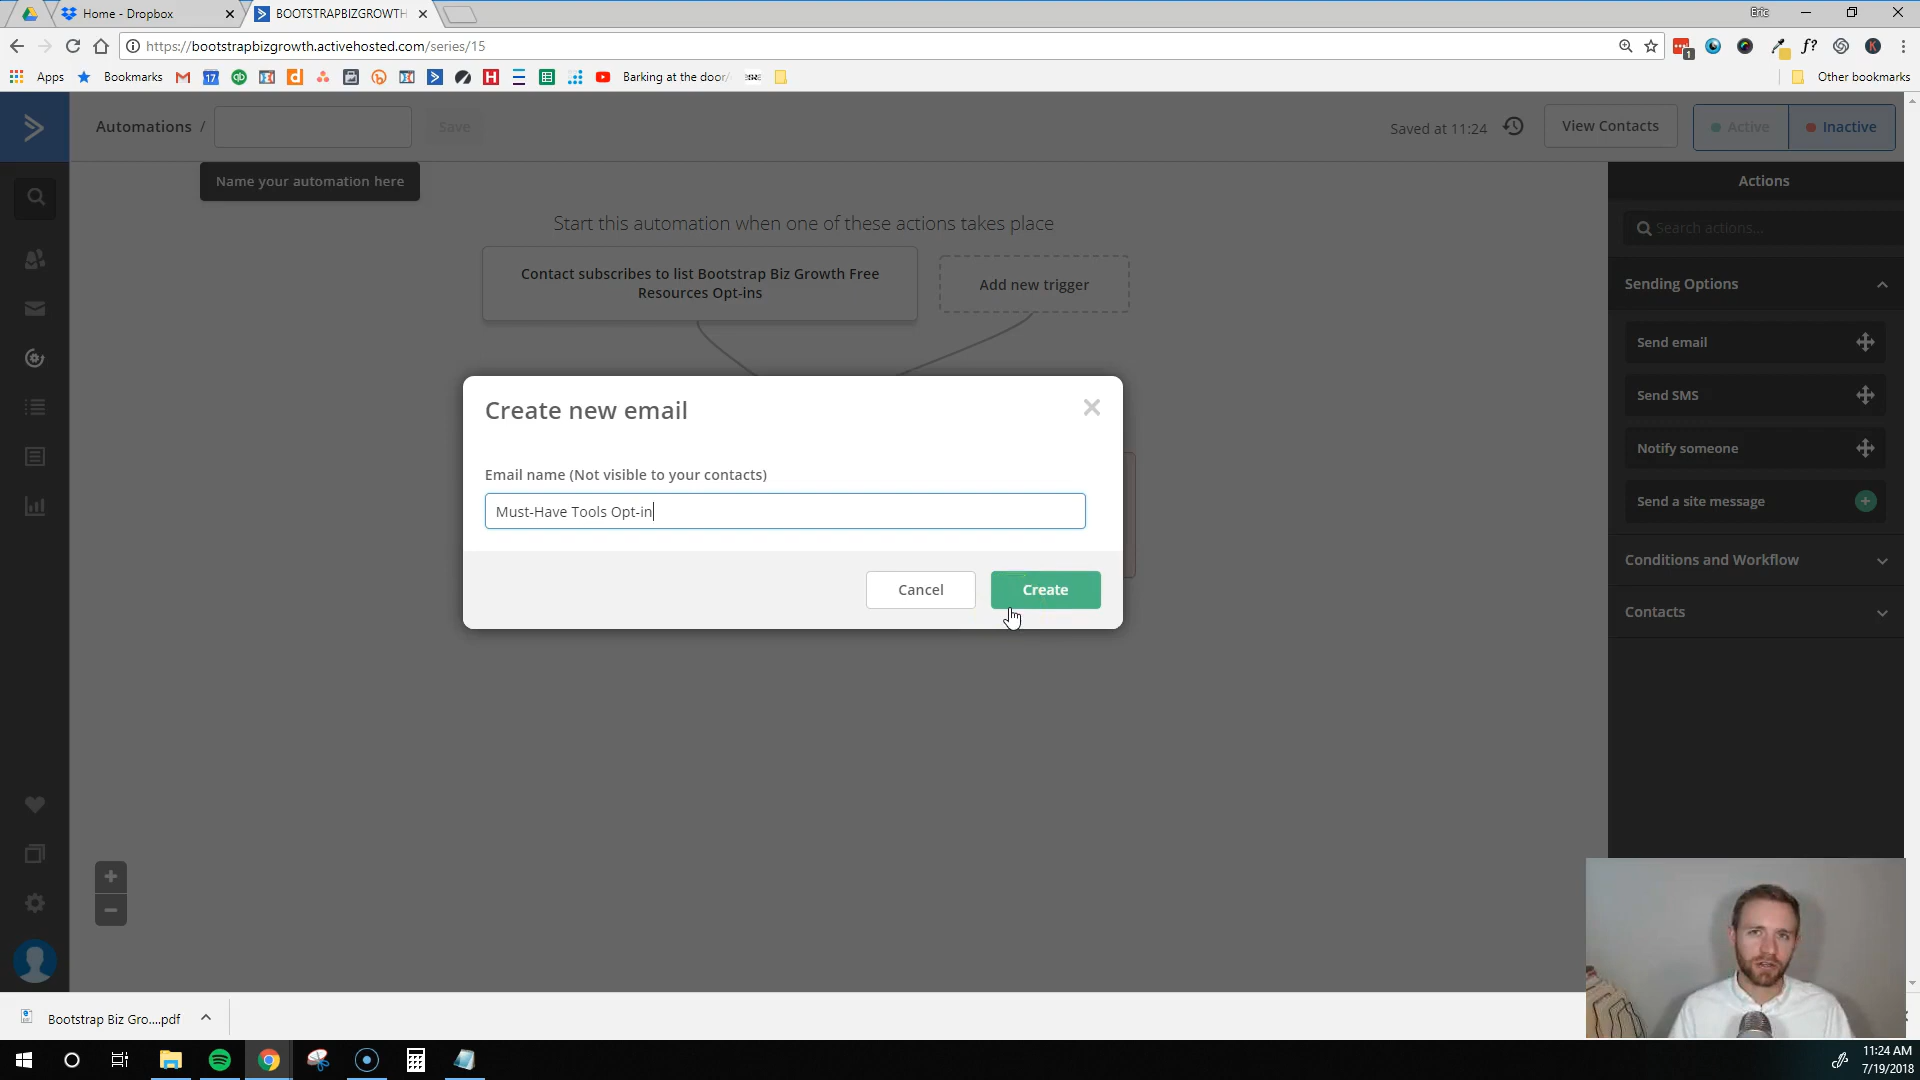 Home - Dropbox
BOOTSTRAPBIZGROWTH
Eric
https://bootstrapbizgrowth.activehosted.com/series/15
1
f?
K
Apps
Bookmarks
17
Barking at the door/
Other bookmarks
Automations /
Save
Saved at 11:24
View Contacts
Active
Inactive
Name your automation here
Actions
Start this automation when one of these actions takes place
Search actions...
Contact subscribes to list Bootstrap Biz Growth Free
Resources Opt-ins
Add new trigger
Sending Options
Send email
Send SMS
Notify someone
Send a site message
Conditions and Workflow
Contacts
Create new email
Email name (Not visible to your contacts)
Must-Have Tools Opt-in
Cancel
Create
Bootstrap Biz Gro....pdf
11:24 AM
7/19/2018